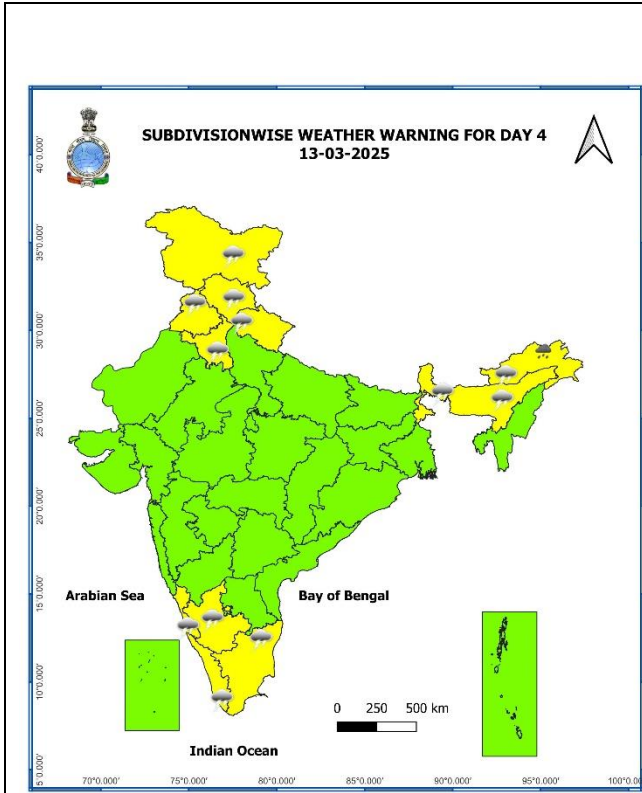 SUBDIVISIONWISE WEATHER WARNING FOR DAY 4
13-03-2025
40°0.000'
35°0.000'
30°0.000'
25°0.000'
20°0.000'
15°0.000'
10°0.000'
5°0.000'
Arabian Sea
Bay of Bengal
0 250 500 km
Indian Ocean
70°0.000' 75°0.000' 80°0.000' 85°0.000' 90°0.000' 95°0.000' 100°0.